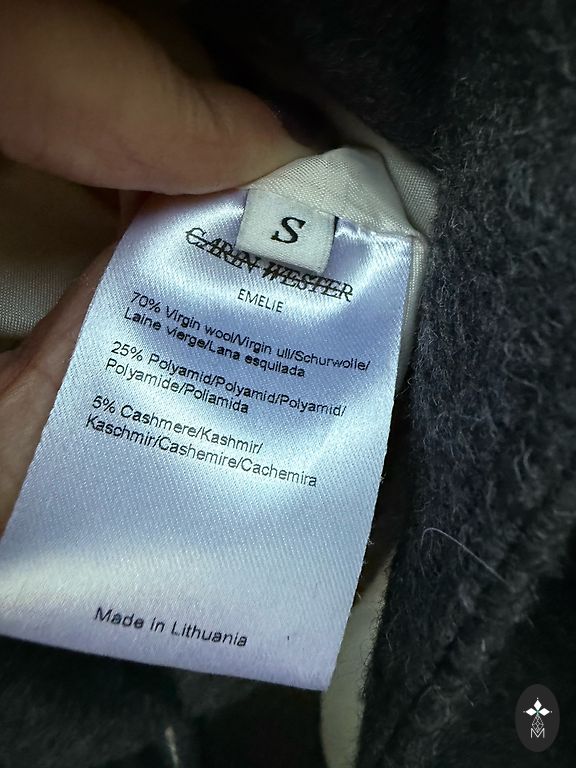 S
CARIN WESTER
EMELIE
70% Virgin wool/Virgin ull/Schurwolle/
Laine vierge/Lana esquilada
25% Polyamid/Polyamid/Polyamid/
Polyamide/Poliamida
5% Cashmere/Kashmir/
Kaschmir/Cashemire/Cachemira
Made in Lithuania
M